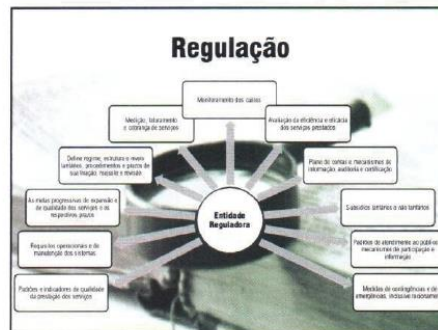 Regulação
Monitoramento dos custos
Medição, faturamento
e cobrança de serviços
Avaliação da eficiência e eficácia
dos serviços prestados
Define regime, estrutura e níveis
tarifários, procedimentos e prazos de
sua fixação, reajuste e revisão
Plano de contas e mecanismos de
informação, auditoria e certificação
As metas progressivas de expansão e
de qualidade dos serviços e os
respectivos prazos
Subsídios tarifários e não tarifários
Entidade
Reguladora
Requisitos operacionais e de
manutenção dos sistemas
Padrões de atendimento ao público
mecanismos de participação e
informação
Padrões e indicadores de qualidade
da prestação dos serviços
Medidas de contingências e de
emergências, inclusive racionamento